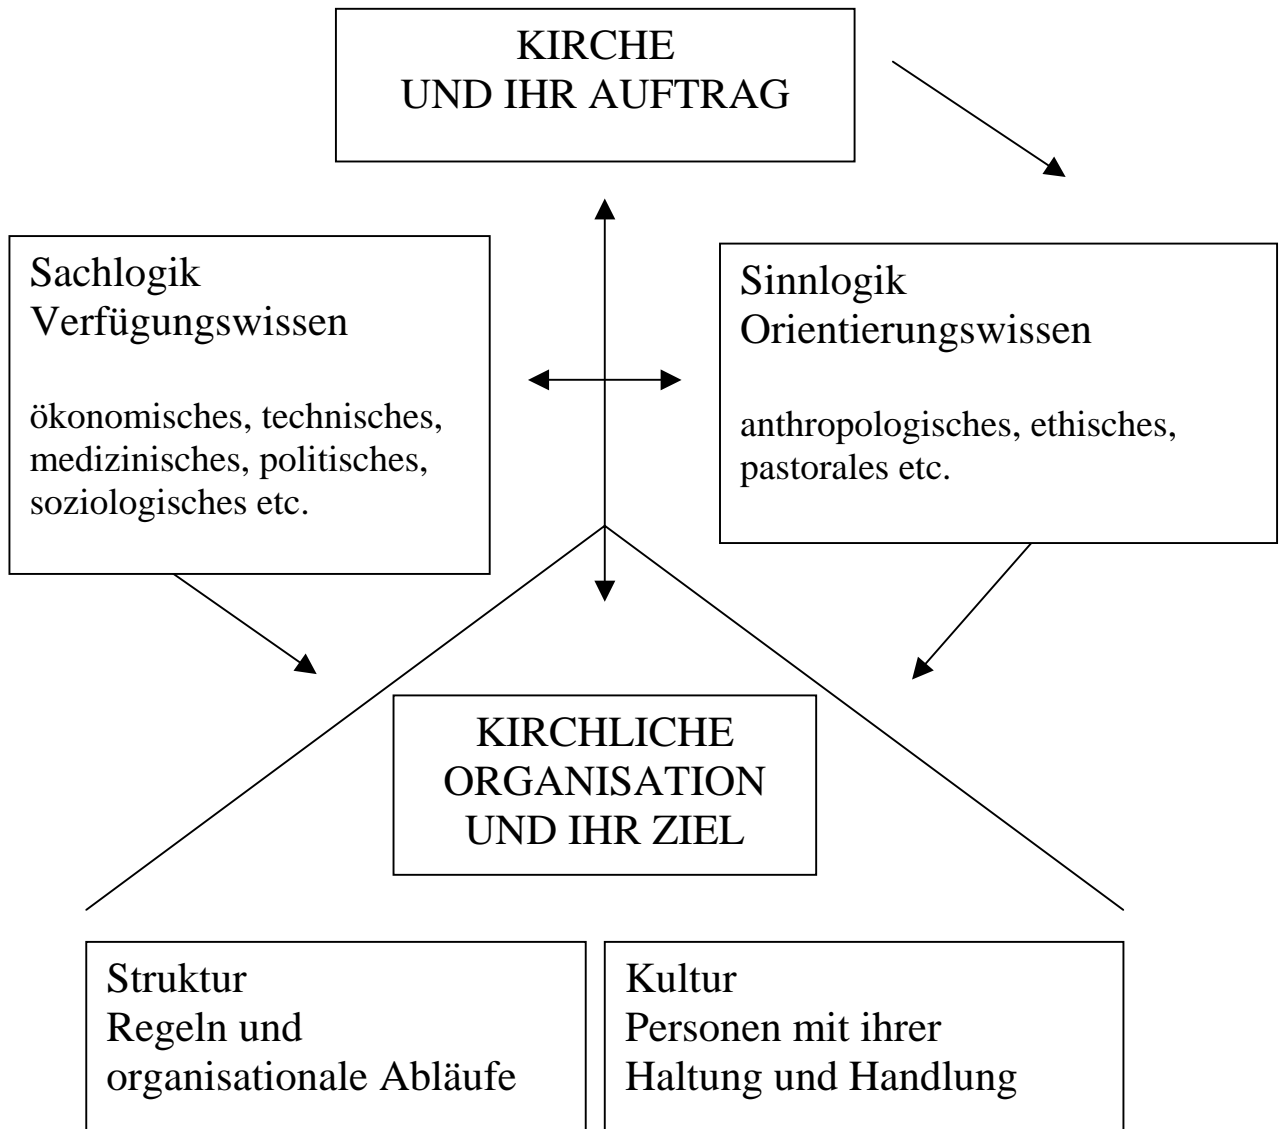 KIRCHE
UND IHR AUFTRAG
Sachlogik
Verfügungswissen
ökonomisches, technisches,
medizinisches, politisches,
soziologisches etc.
Sinnlogik
Orientierungswissen
anthropologisches, ethisches,
pastorales etc.
KIRCHLICHE
ORGANISATION
UND IHR ZIEL
Struktur
Regeln und
organisationale Abläufe
Kultur
Personen mit ihrer
Haltung und Handlung